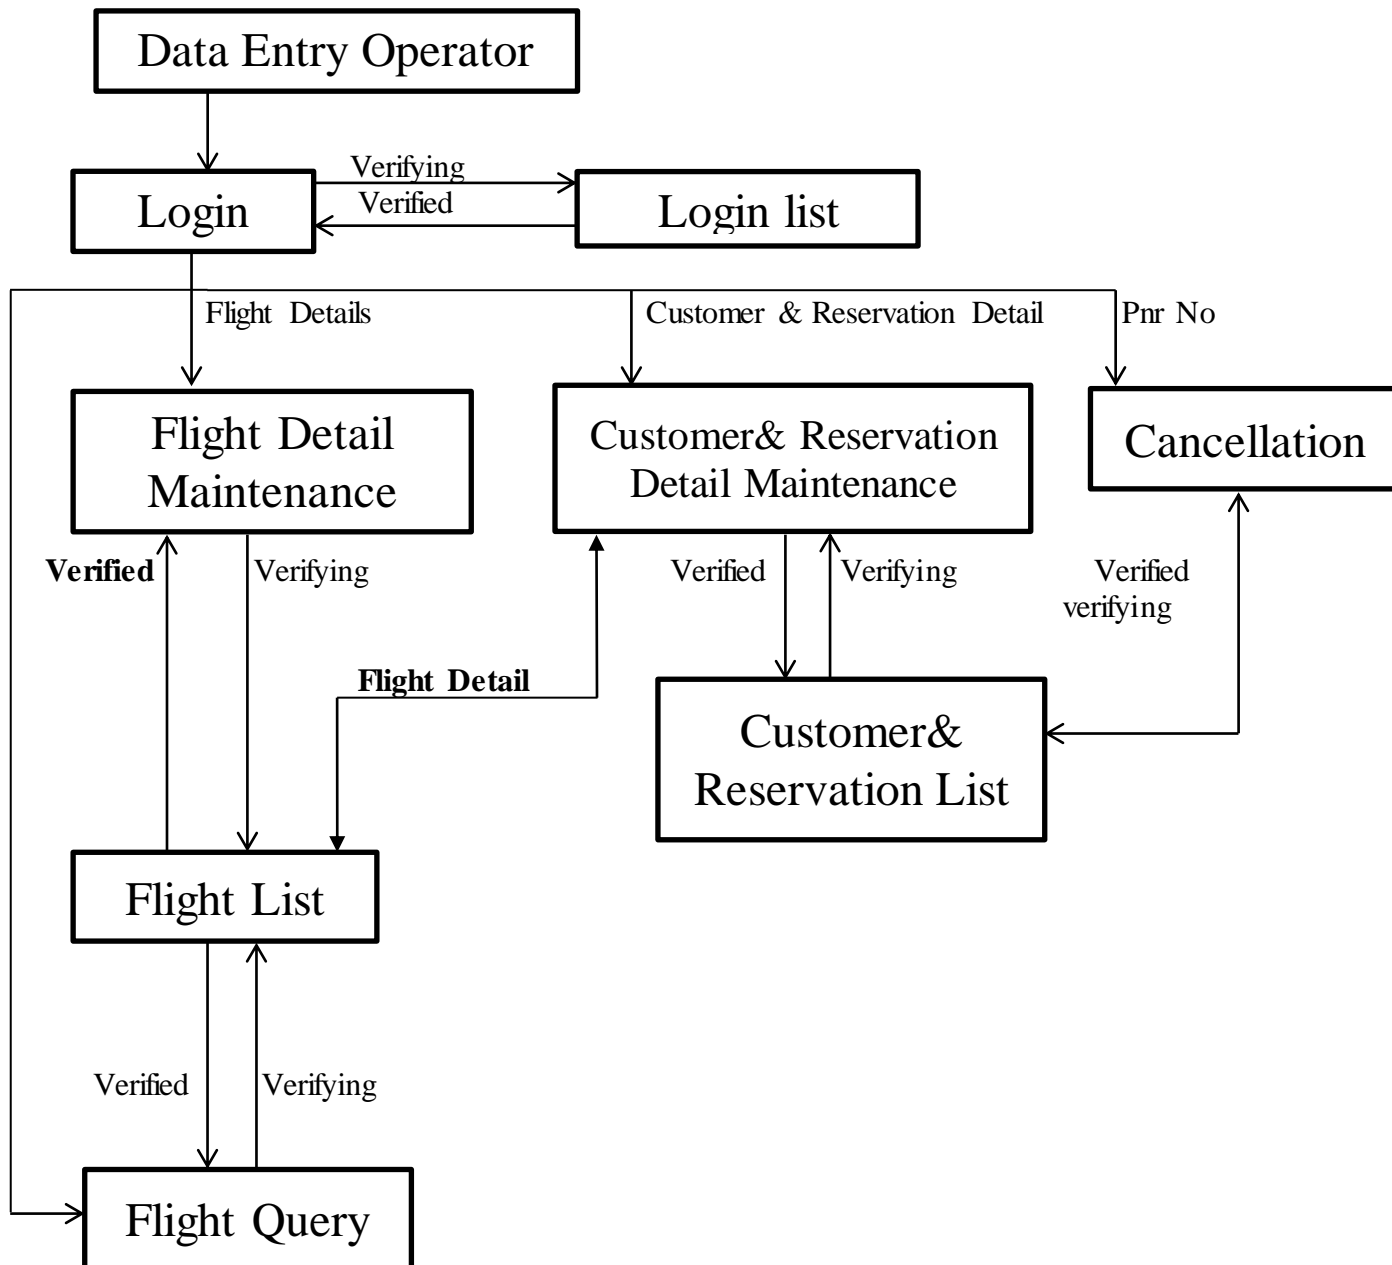 Data Entry Operator
Verifying
Login
Verified
Login list
Flight Details
Customer & Reservation Detail
Pnr No
Flight Detail
Maintenance
Customer& Reservation
Detail Maintenance
Cancellation
Verified
Verifying
Verified
Verifying
Verified
verifying
Flight Detail
Customer&
Reservation List
Flight List
Verified
Verifying
Flight Query